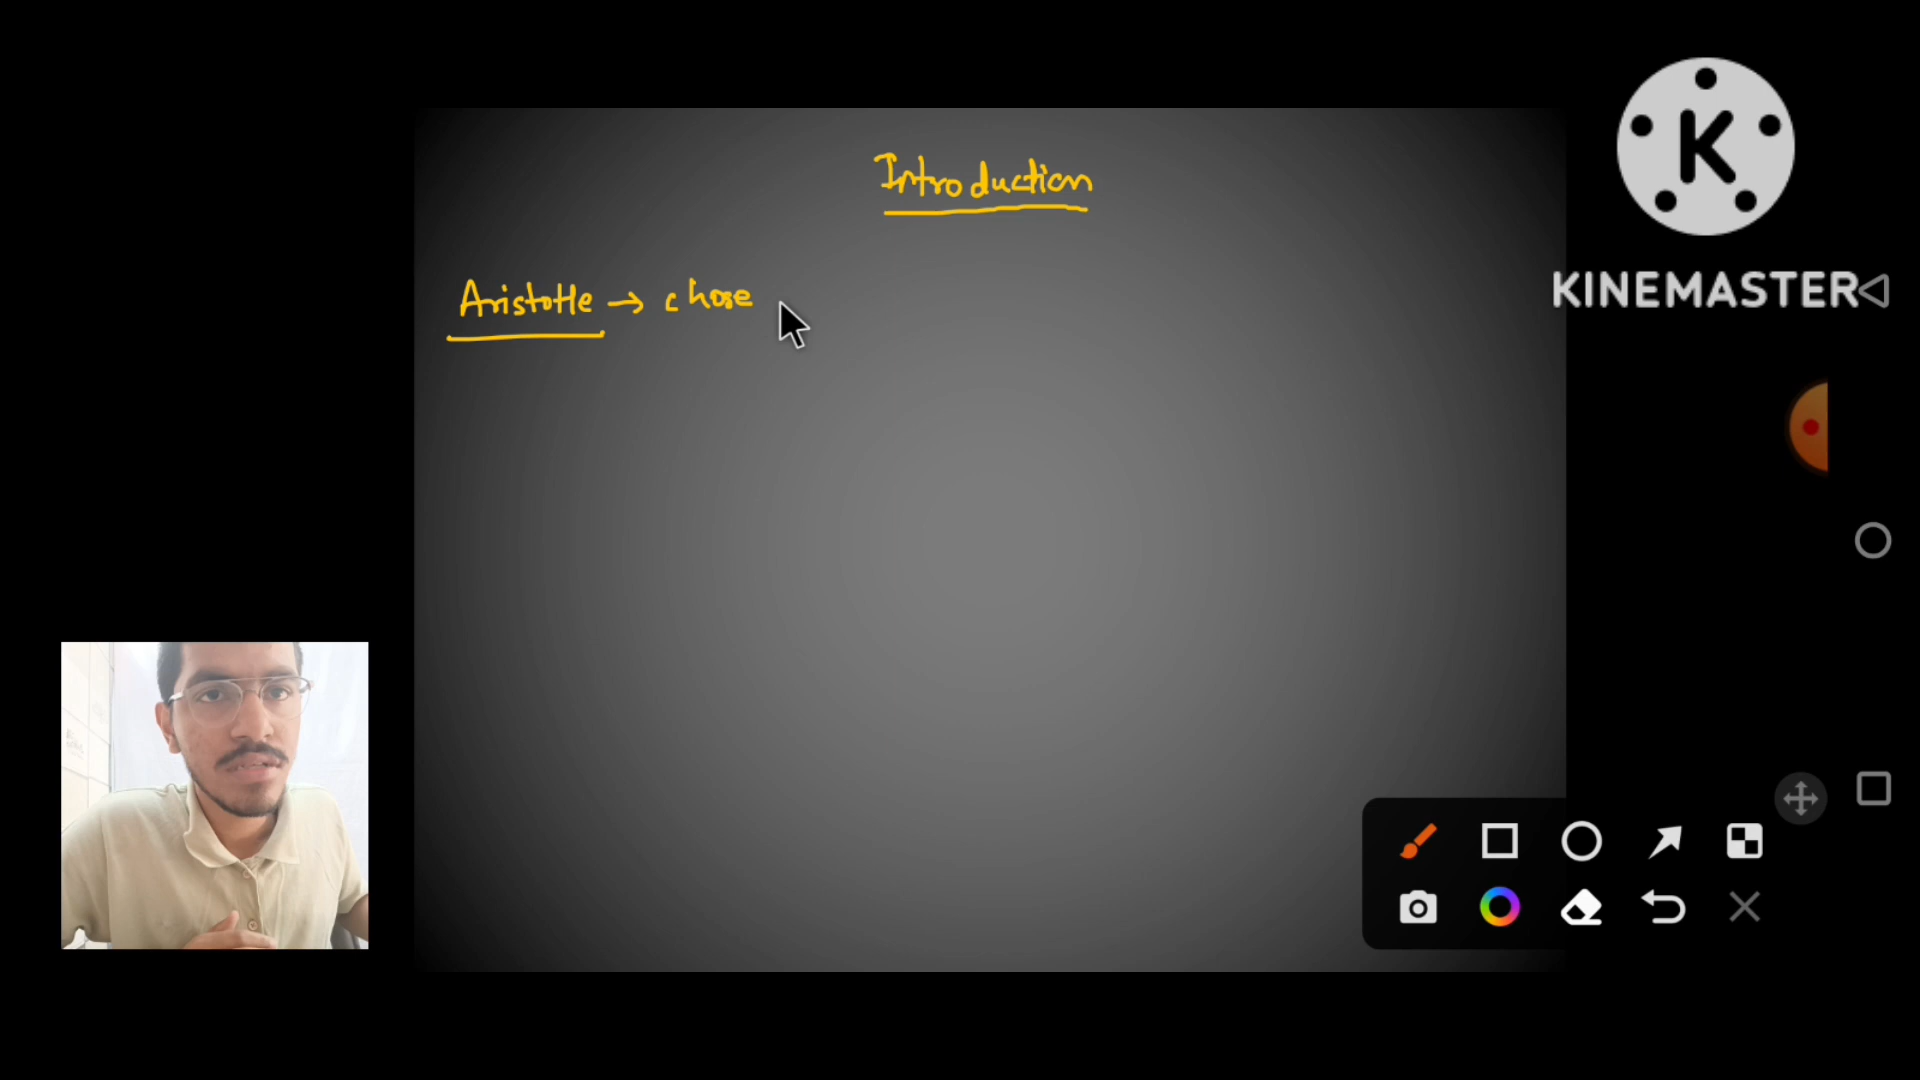 Introduction
Aristotle → chose
K
KINEMASTER